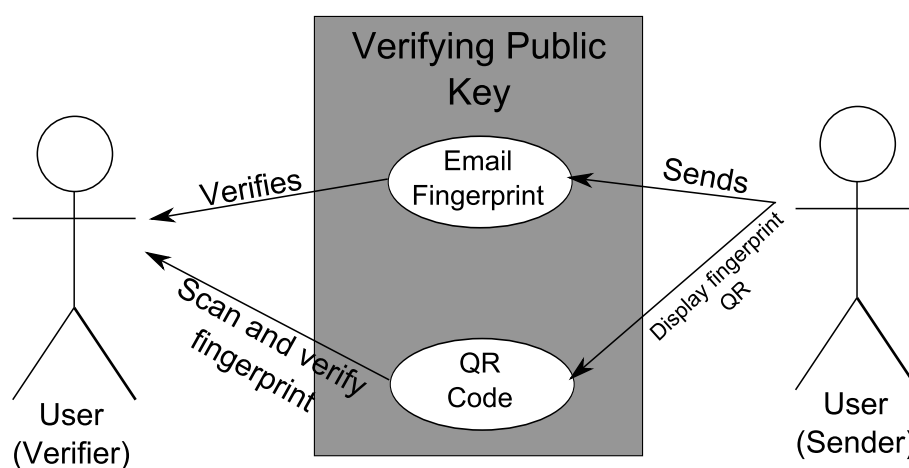 Verifying Public
Key
Email
Fingerprint
Verifies
Sends
Display fingerprint
QR
Scan and verify
fingerprint
QR
Code
User
(Verifier)
User
(Sender)